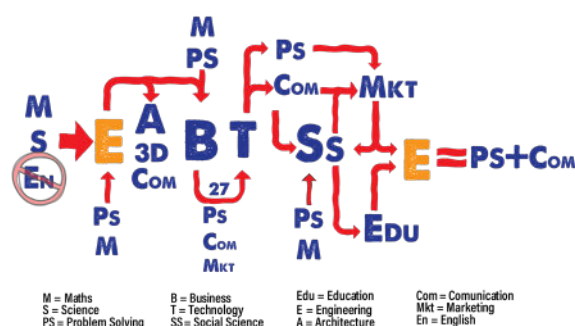 M
PS
PS
COM
MKT
M
S
EN
E
A
3D
COM
B
T
SS
E
=
PS+COM
27
PS
M
PS
COM
MKT
PS
M
EDU
M = Maths
S = Science
PS = Problem Solving
B = Business
T = Technology
SS = Social Science
Edu = Education
E = Engineering
A = Architecture
Com = Comunication
Mkt = Marketing
En = English